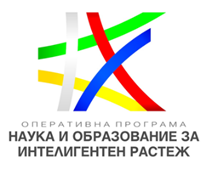 ОПЕРАТИВНА ПРОГРАМА
НАУКА И ОБРАЗОВАНИЕ ЗА
ИНТЕЛИГЕНТЕН РАСТЕЖ